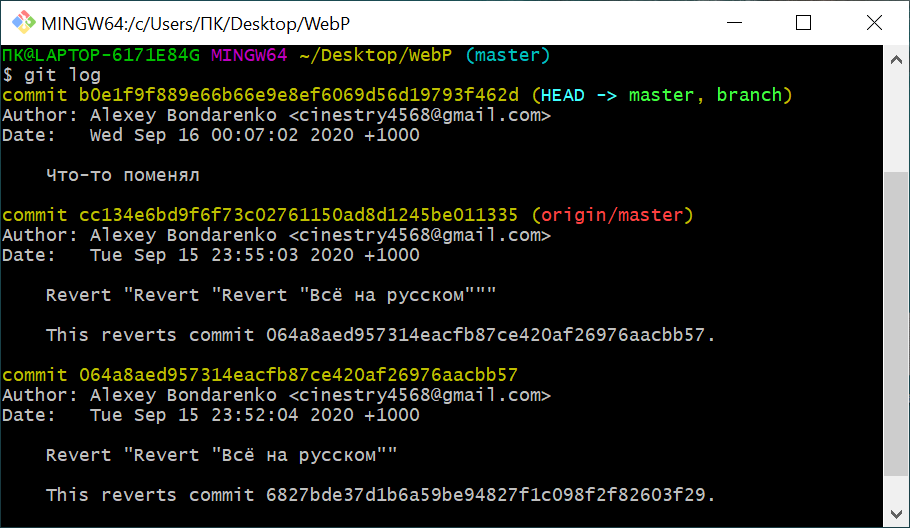 MINGW64:/c/Users/ПК/Desktop/WebP
ПК@LAPTOP-6171E84G MINGW64 ~/Desktop/WebP (master)
$ git log
commit b0e1f9f889e66b66e9e8ef6069d56d19793f462d (HEAD -> master, branch)
Author: Alexey Bondarenko <cinestry4568@gmail.com>
Date:   Wed Sep 16 00:07:02 2020 +1000
Что-то поменял
commit cc134e6bd9f6f73c02761150ad8d1245be011335 (origin/master)
Author: Alexey Bondarenko <cinestry4568@gmail.com>
Date:   Tue Sep 15 23:55:03 2020 +1000
Revert "Revert "Revert "Всё на русском"""
This reverts commit 064a8aed957314eacfb87ce420af26976aacbb57.
commit 064a8aed957314eacfb87ce420af26976aacbb57
Author: Alexey Bondarenko <cinestry4568@gmail.com>
Date:   Tue Sep 15 23:52:04 2020 +1000
Revert "Revert "Всё на русском""
This reverts commit 6827bde37d1b6a59be94827f1c098f2f82603f29.